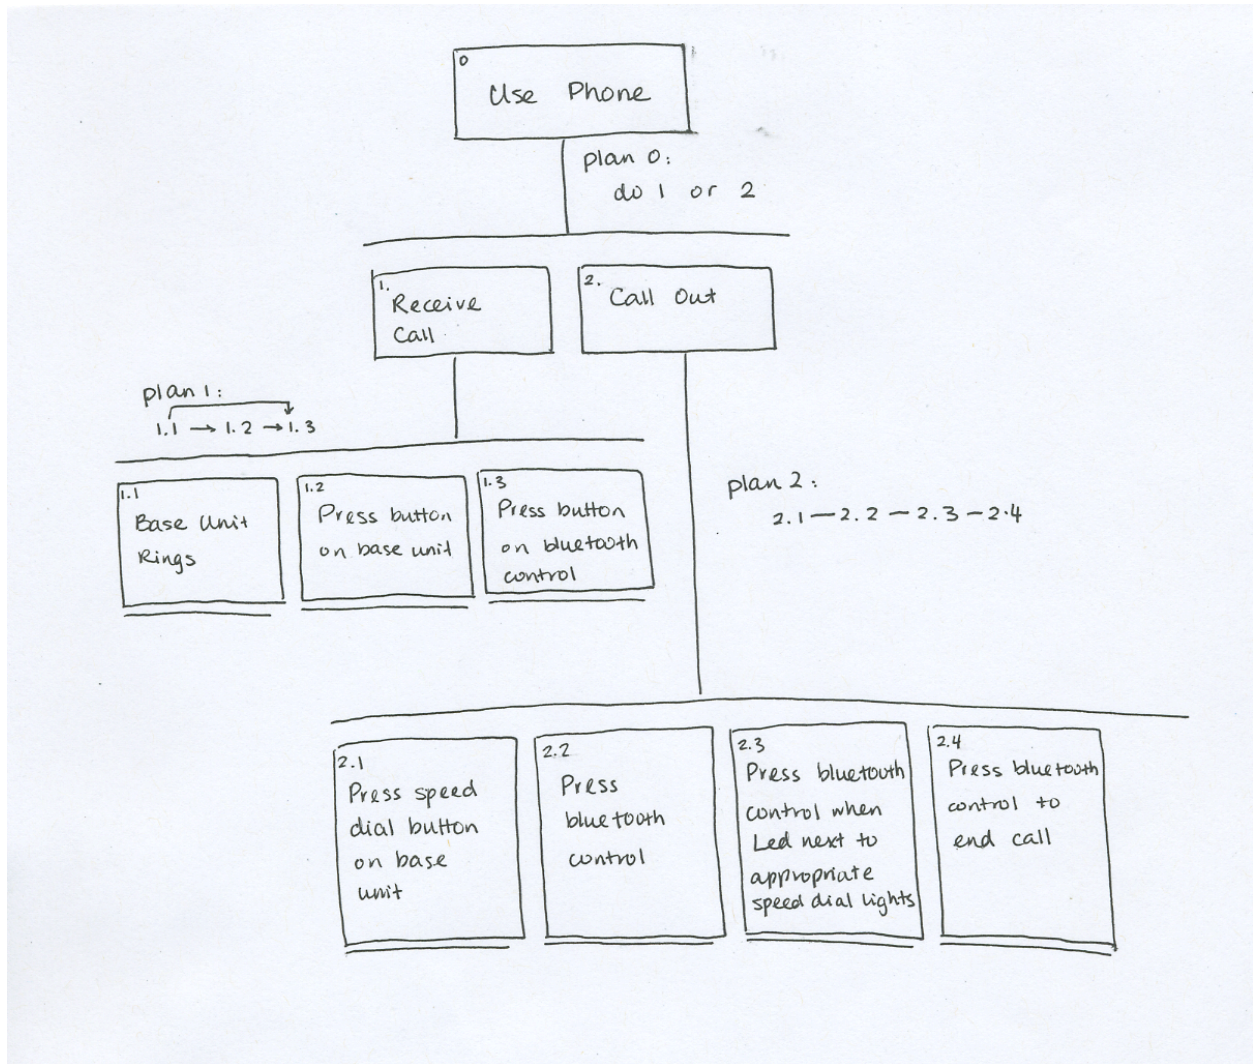 0
Use Phone
plan 0:
do 1 or 2
1.
Receive
Call
2.
Call Out
plan 1:
1.1 → 1.2 → 1.3
1.1
Base Unit
Rings
1.2
Press button
on base unit
1.3
Press button
on bluetooth
control
plan 2:
2.1 — 2.2 — 2.3 — 2.4
2.1
Press speed
dial button
on base
unit
2.2
Press
bluetooth
control
2.3
Press bluetooth
control when
Led next to
appropriate
speed dial lights
2.4
Press bluetooth
control to
end call